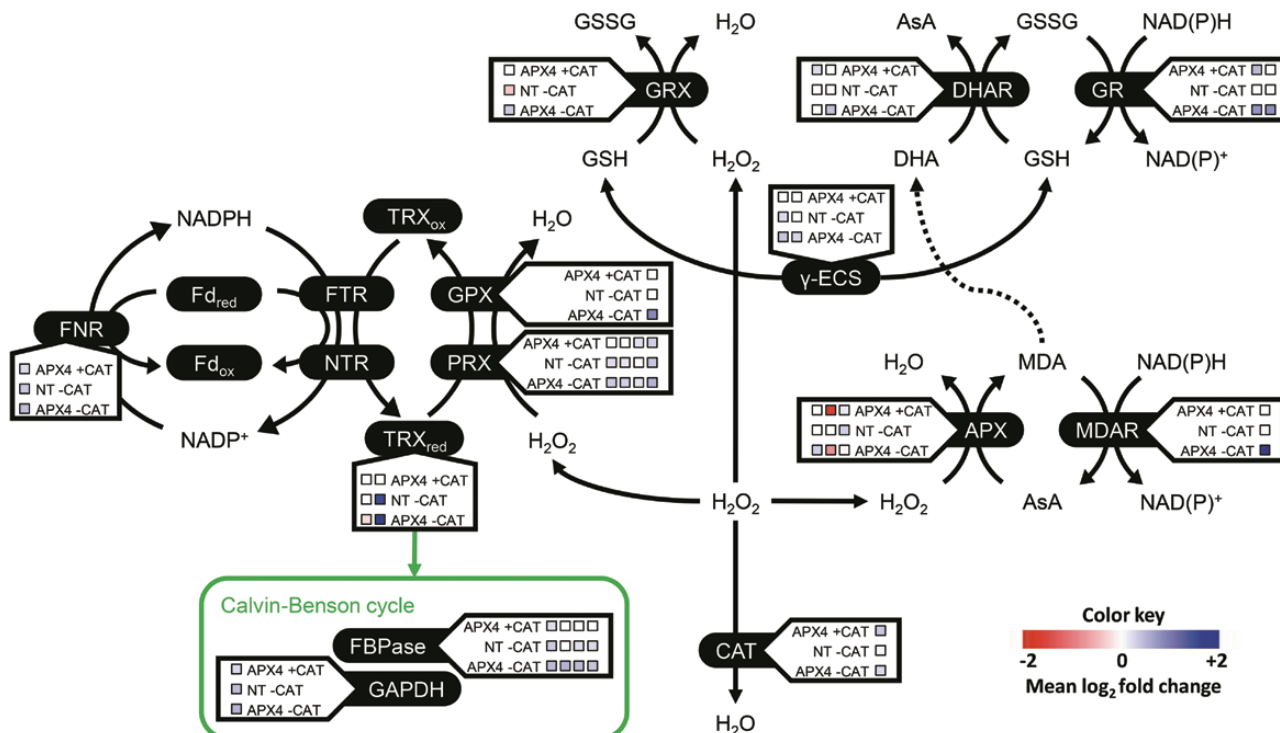 GSSG
H₂O
AsA
GSSG
NAD(P)H
APX4 +CAT
NT -CAT
APX4 -CAT
GRX
APX4 +CAT
NT -CAT
APX4 -CAT
DHAR
GR
APX4 +CAT
NT -CAT
APX4 -CAT
GSH
H₂O₂
DHA
GSH
NAD(P)⁺
NADPH
TRXox
H₂O
APX4 +CAT
NT -CAT
APX4 -CAT
γ-ECS
Fdred
FTR
GPX
APX4 +CAT
NT -CAT
APX4 -CAT
FNR
APX4 +CAT
NT -CAT
APX4 -CAT
Fdox
NTR
PRX
APX4 +CAT
NT -CAT
APX4 -CAT
H₂O
MDA
NAD(P)H
NADP⁺
TRXred
H₂O₂
APX4 +CAT
NT -CAT
APX4 -CAT
APX
MDAR
APX4 +CAT
NT -CAT
APX4 -CAT
APX4 +CAT
NT -CAT
APX4 -CAT
H₂O₂
H₂O₂
AsA
NAD(P)⁺
Calvin-Benson cycle
FBPase
APX4 +CAT
NT -CAT
APX4 -CAT
APX4 +CAT
NT -CAT
APX4 -CAT
GAPDH
CAT
APX4 +CAT
NT -CAT
APX4 -CAT
H₂O
Color key
-2 0 +2
Mean log₂ fold change